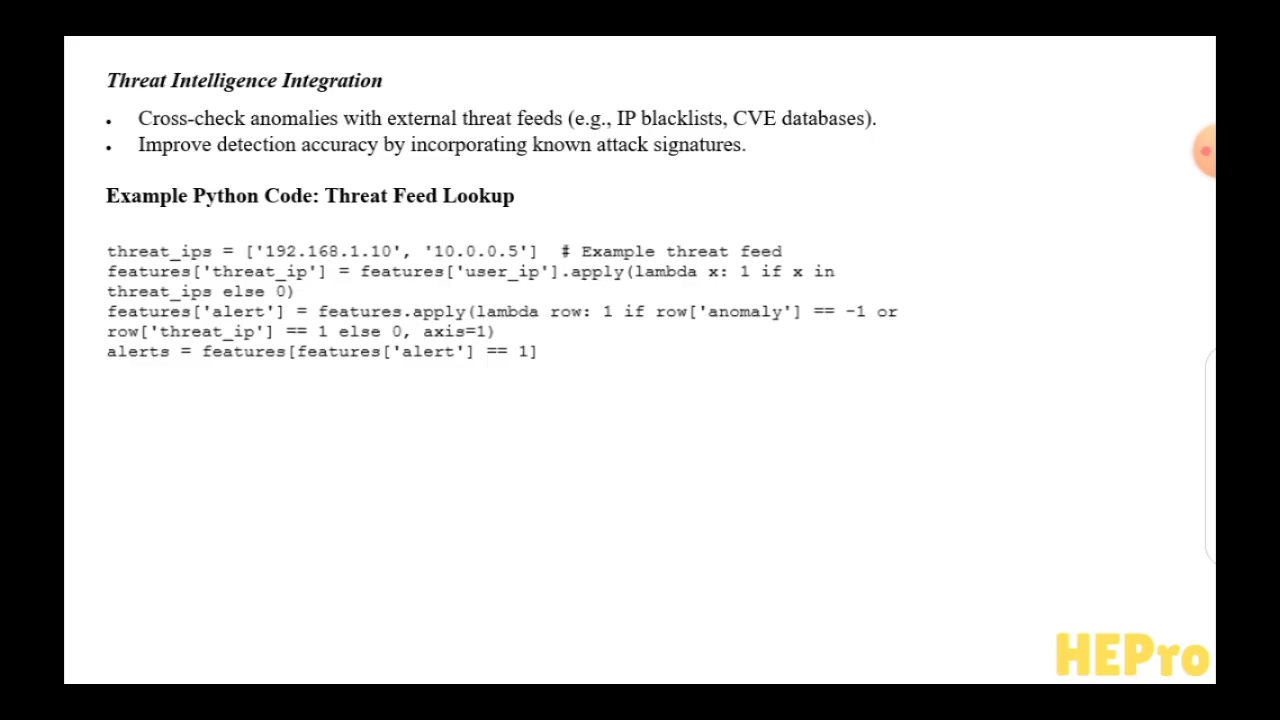 Threat Intelligence Integration
• Cross-check anomalies with external threat feeds (e.g., IP blacklists, CVE databases).
• Improve detection accuracy by incorporating known attack signatures.
Example Python Code: Threat Feed Lookup
threat_ips = ['192.168.1.10', '10.0.0.5']  # Example threat feed
features['threat_ip'] = features['user_ip'].apply(lambda x: 1 if x in
threat_ips else 0)
features['alert'] = features.apply(lambda row: 1 if row['anomaly'] == -1 or
row['threat_ip'] == 1 else 0, axis=1)
alerts = features[features['alert'] == 1]
HEPro